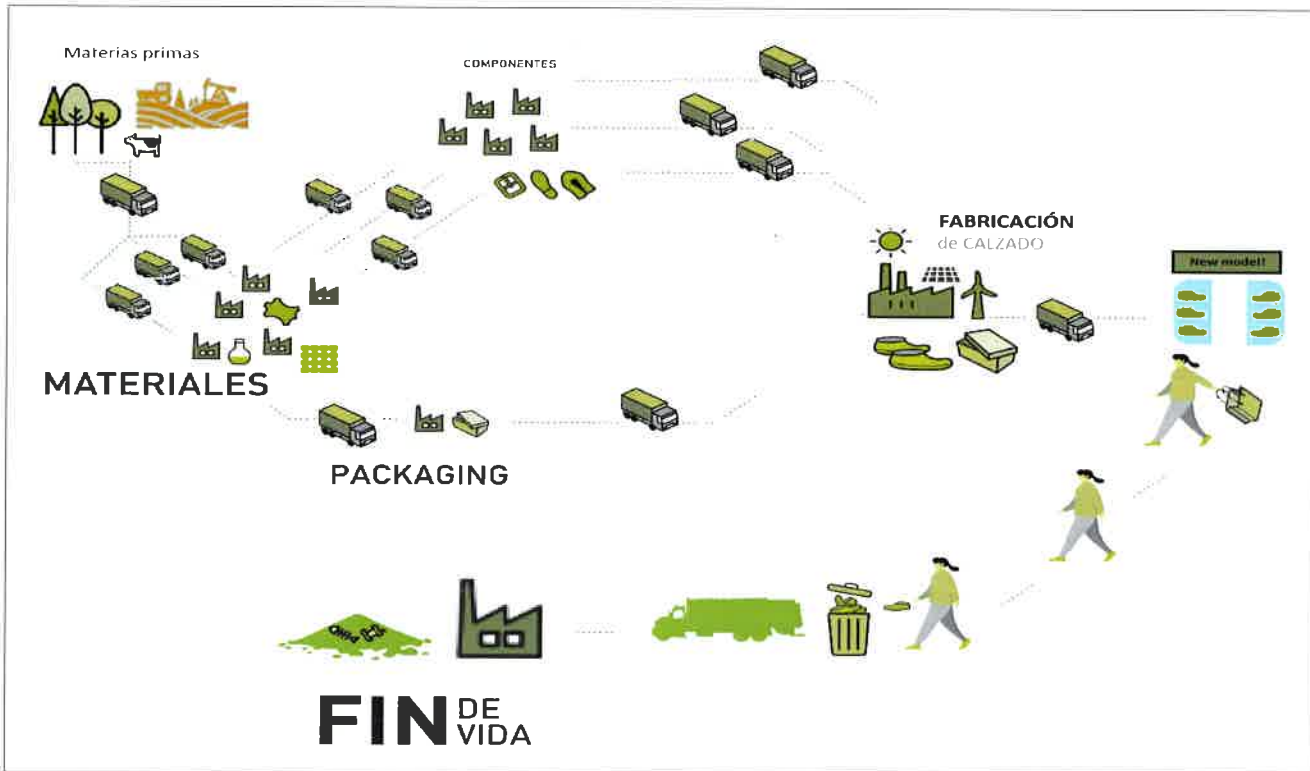 Materias primas
COMPONENTES
FABRICACIÓN
de CALZADO
New model!
MATERIALES
PACKAGING
FIN DE
VIDA